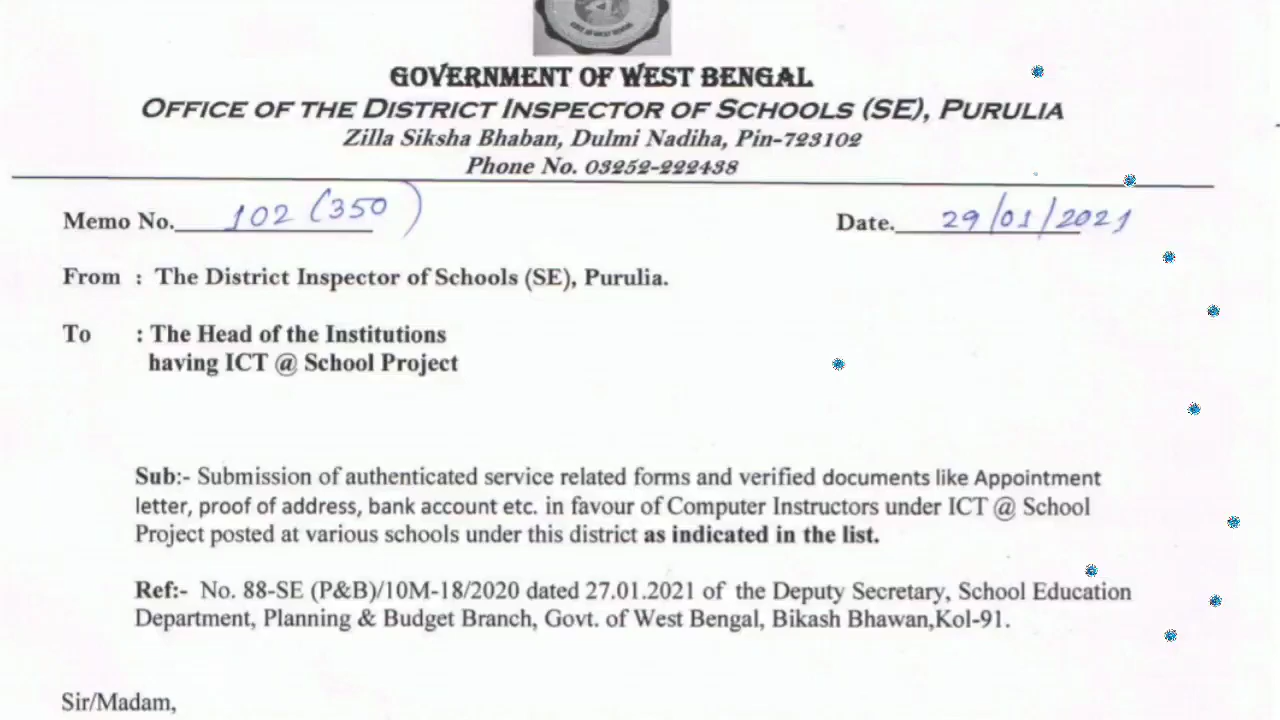 GOVERNMENT OF WEST BENGAL
OFFICE OF THE DISTRICT INSPECTOR OF SCHOOLS (SE), PURULIA
Zilla Siksha Bhaban, Dulmi Nadiha, Pin-723102
Phone No. 03252-222438
Memo No. 102 (350) Date. 29/01/2021
From : The District Inspector of Schools (SE), Purulia.
To : The Head of the Institutions
having ICT @ School Project
Sub:- Submission of authenticated service related forms and verified documents like Appointment
letter, proof of address, bank account etc. in favour of Computer Instructors under ICT @ School
Project posted at various schools under this district as indicated in the list.
Ref:- No. 88-SE (P&B)/10M-18/2020 dated 27.01.2021 of the Deputy Secretary, School Education
Department, Planning & Budget Branch, Govt. of West Bengal, Bikash Bhawan,Kol-91.
Sir/Madam,